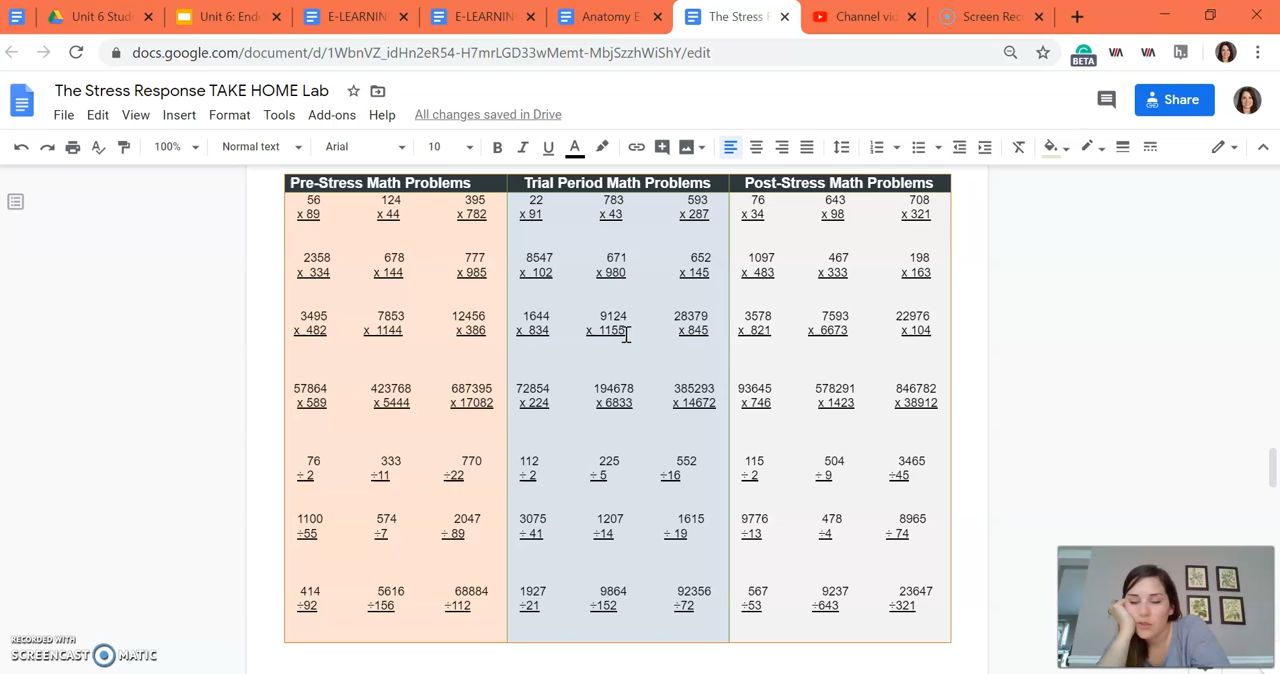 Unit 6 Stud
Unit 6: End
E-LEARNIN
E-LEARNIN
Anatomy E
The Stress R
Channel vid
Screen Rec
docs.google.com/document/d/1WbnVZ_idHn2eR54-H7mrLGD33wMemt-MbjSzzhWiShY/edit
BETA
VIA
VIA
h.
The Stress Response TAKE HOME Lab
Share
File Edit View Insert Format Tools Add-ons Help All changes saved in Drive
100% Normal text Arial 10 B I U A
Pre-Stress Math Problems Trial Period Math Problems Post-Stress Math Problems
56 124 395 22 783 593 76 643 708
x 89 x 44 x 782 x 91 x 43 x 287 x 34 x 98 x 321
2358 678 777 8547 671 652 1097 467 198
x 334 x 144 x 985 x 102 x 980 x 145 x 483 x 333 x 163
3495 7853 12456 1644 9124 28379 3578 7593 22976
x 482 x 1144 x 386 x 834 x 1155 x 845 x 821 x 6673 x 104
57864 423768 687395 72854 194678 385293 93645 578291 846782
x 589 x 5444 x 17082 x 224 x 6833 x 14672 x 746 x 1423 x 38912
76 333 770 112 225 552 115 504 3465
÷ 2 ÷11 ÷22 ÷ 2 ÷ 5 ÷16 ÷ 2 ÷ 9 ÷45
1100 574 2047 3075 1207 1615 9776 478 8965
÷55 ÷7 ÷ 89 ÷ 41 ÷14 ÷ 19 ÷13 ÷4 ÷ 74
414 5616 68884 1927 9864 92356 567 9237 23647
÷92 ÷156 ÷112 ÷21 ÷152 ÷72 ÷53 ÷643 ÷321
RECORDED WITH
SCREENCAST MATIC